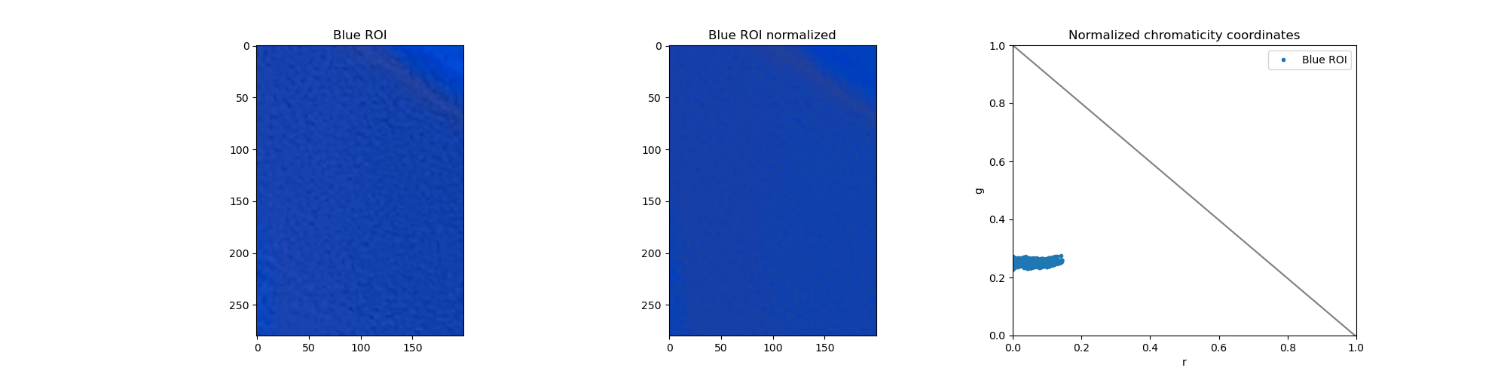 Blue ROI
0
50
100
150
200
250
0 50 100 150
Blue ROI normalized
0
50
100
150
200
250
0 50 100 150
Normalized chromaticity coordinates
Blue ROI
1.0
0.8
0.6
0.4
0.2
0.0
g
0.0 0.2 0.4 0.6 0.8 1.0
r